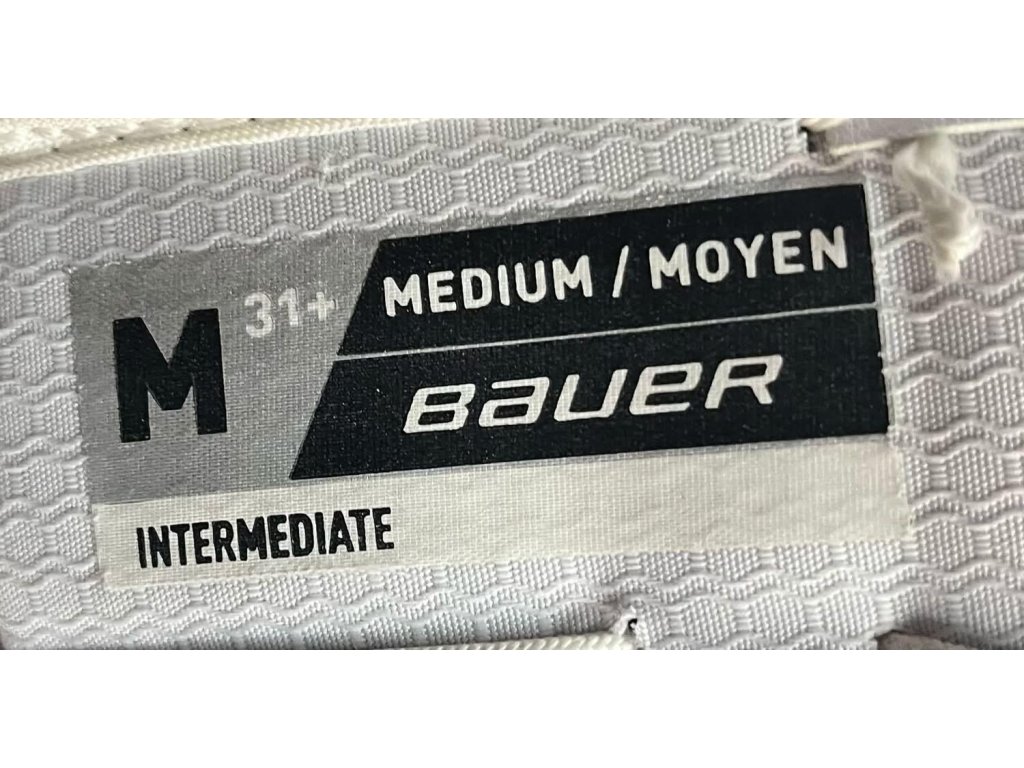 M 31+
MEDIUM / MOYEN
BAUER
INTERMEDIATE